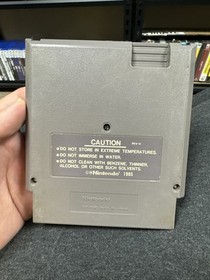 CAUTION
●DO NOT STORE IN EXTREME TEMPERATURES.
●DO NOT IMMERSE IN WATER.
●DO NOT CLEAN WITH BENZENE, THINNER,
ALCOHOL OR OTHER SUCH SOLVENTS.
©Nintendo 1985